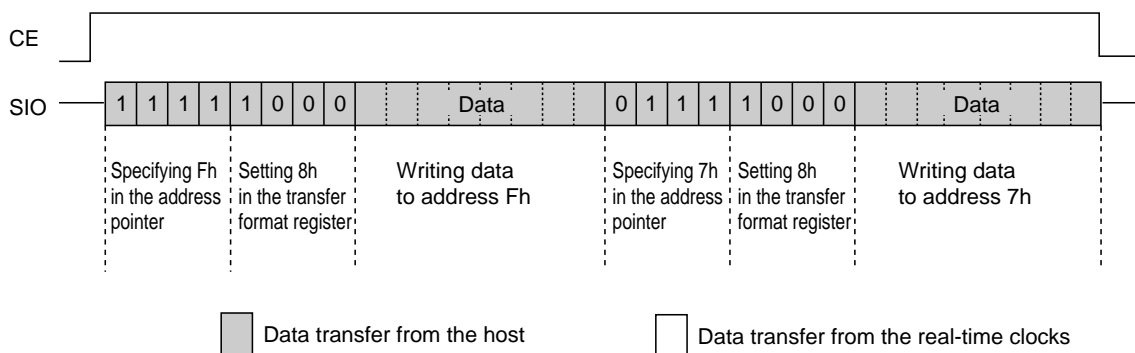 CE
SIO
1 1 1 1 1 0 0 0 Data 0 1 1 1 1 0 0 0 Data
Specifying Fh
in the address
pointer
Setting 8h
in the transfer
format register
Writing data
to address Fh
Specifying 7h
in the address
pointer
Setting 8h
in the transfer
format register
Writing data
to address 7h
Data transfer from the host
Data transfer from the real-time clocks